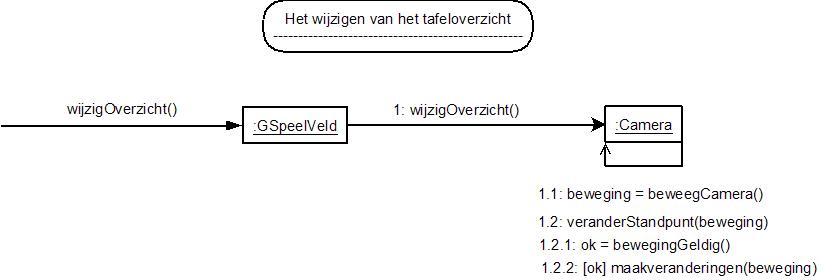 Het wijzigen van het tafeloverzicht
wijzigOverzicht()
:GSpeelVeld
1: wijzigOverzicht()
:Camera
1.1: beweging = beweegCamera()
1.2: veranderStandpunt(beweging)
1.2.1: ok = bewegingGeldig()
1.2.2: [ok] maakveranderingen(beweging)